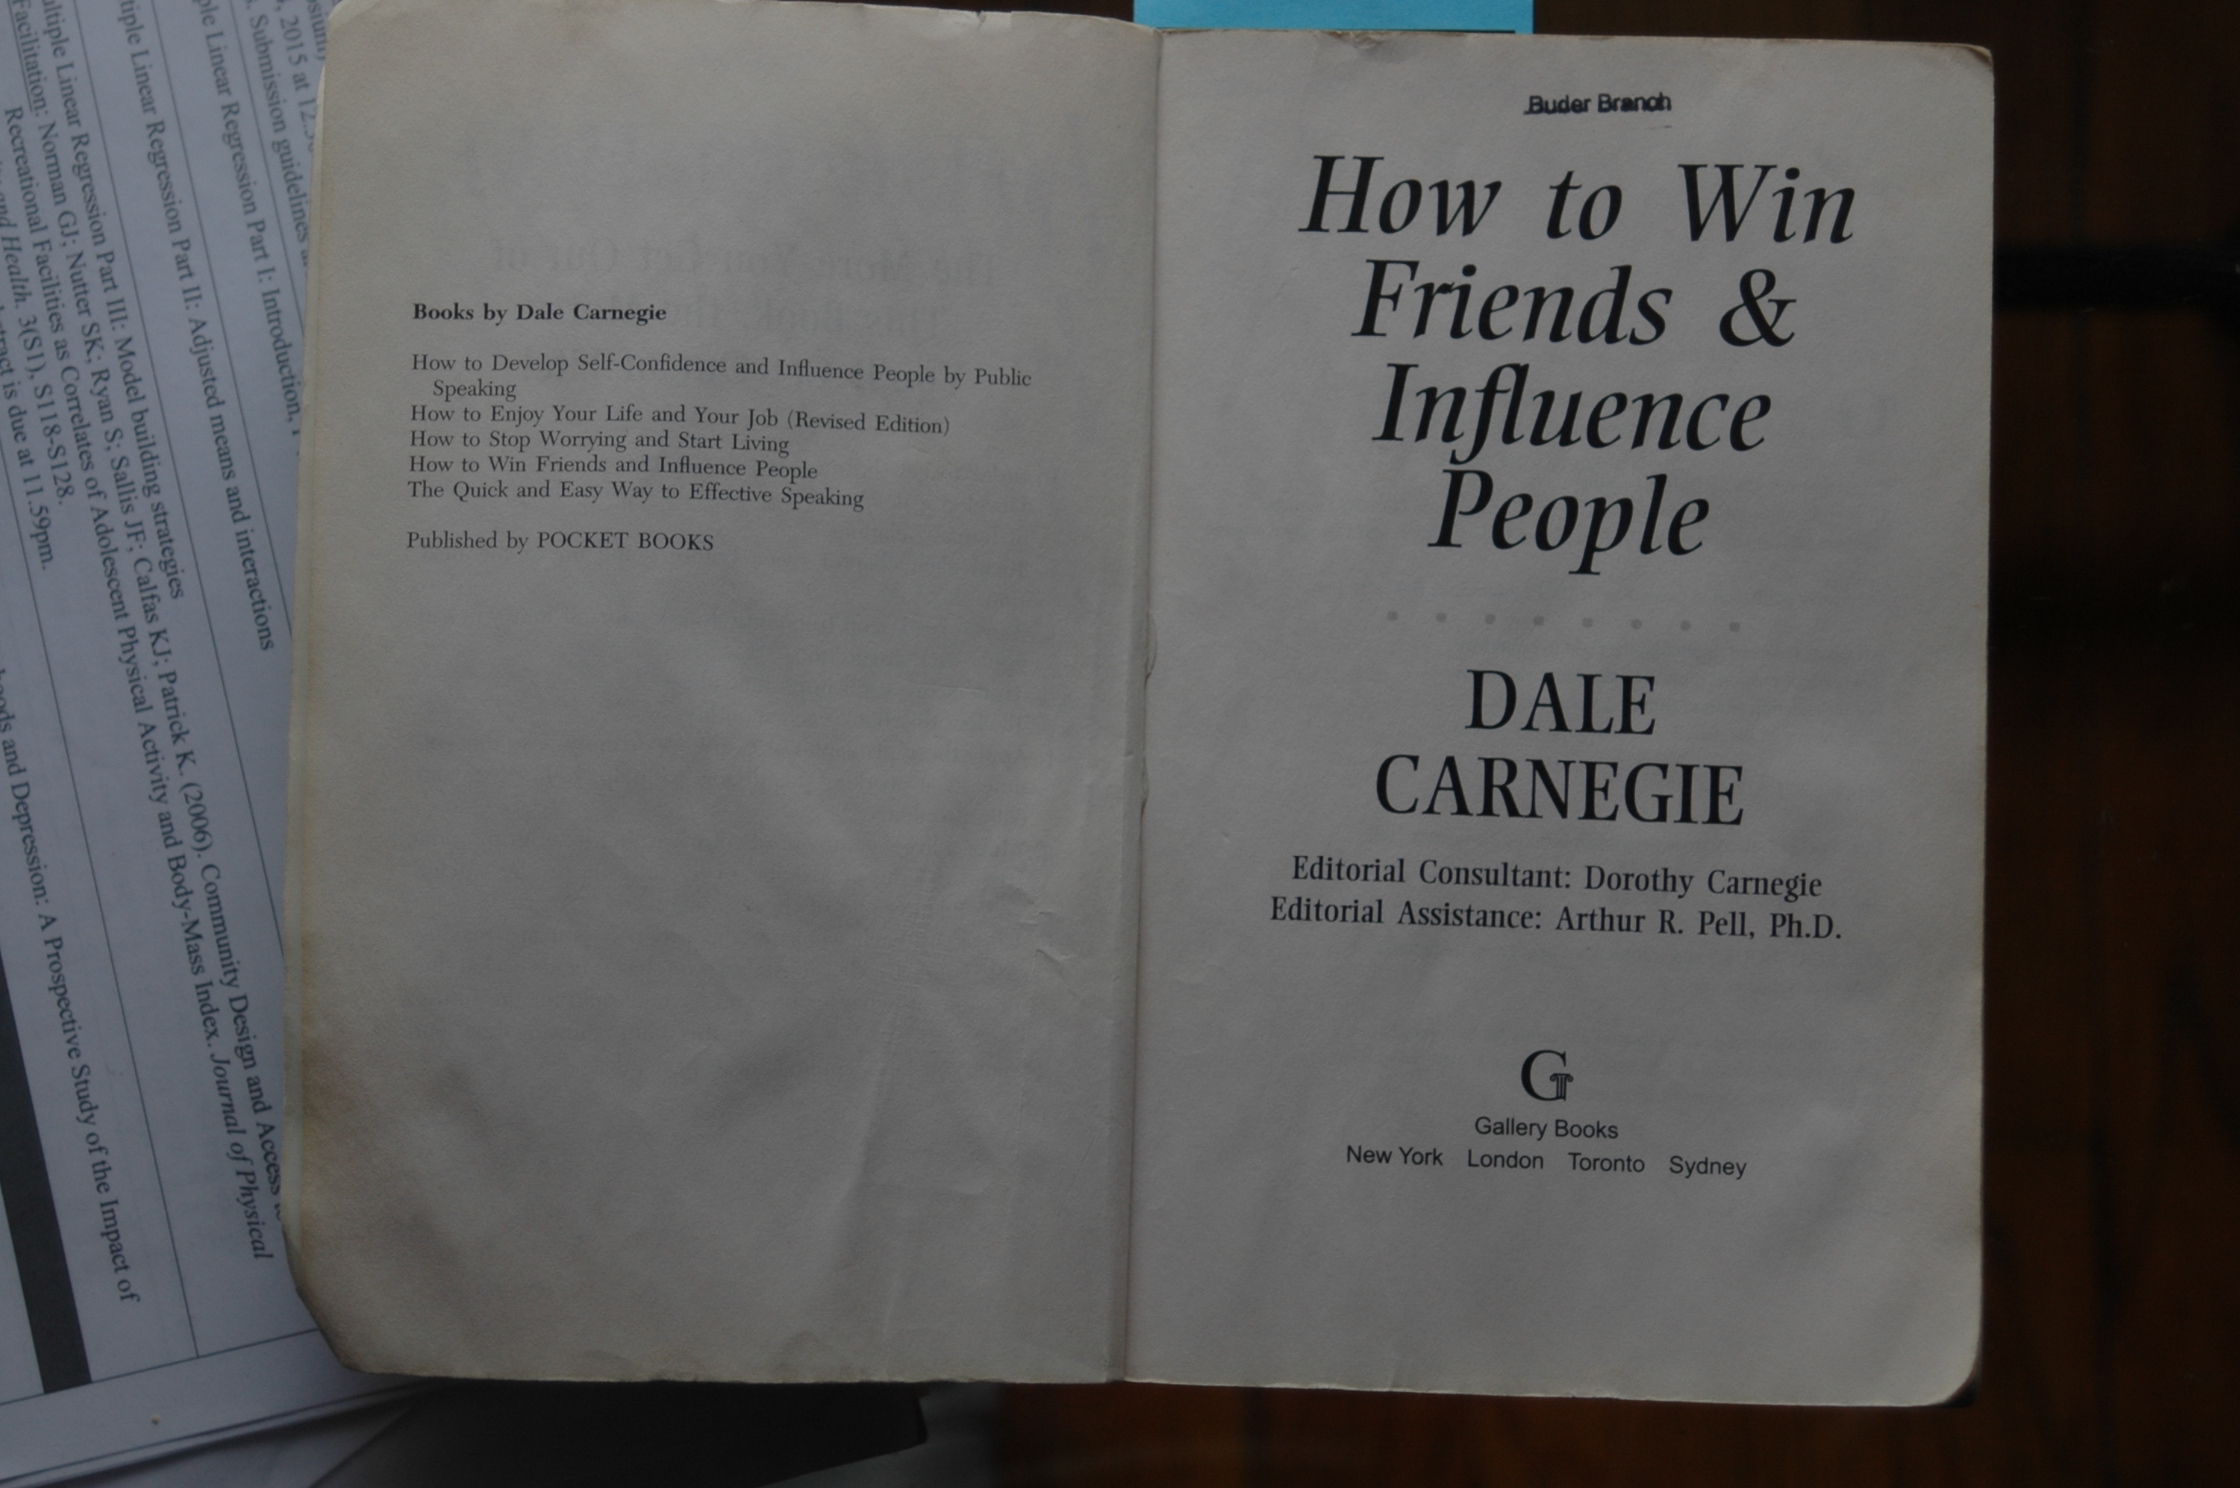 Books by Dale Carnegie
How to Develop Self-Confidence and Influence People by Public
Speaking
How to Enjoy Your Life and Your Job (Revised Edition)
How to Stop Worrying and Start Living
How to Win Friends and Influence People
The Quick and Easy Way to Effective Speaking
Published by POCKET BOOKS
Buder Branch
How to Win
Friends &
Influence
People
DALE
CARNEGIE
Editorial Consultant: Dorothy Carnegie
Editorial Assistance: Arthur R. Pell, Ph.D.
G
Gallery Books
New York London Toronto Sydney
2015 at
Submission guidelines
Linear Regression Part I: Introduction,
Linear Regression Part II: Adjusted means and interactions
Linear Regression Part III: Model building strategies
Facilitation: Norman GJ; Nutter SK; Ryan S; Sallis JF; Calfas KJ; Patrick K. (2006). Community Design and Access
Recreational Facilities as Correlates of Adolescent Physical Activity and Body-Mass Index. Journal of Physical
and Health. 3(S1), S118-S128.
is due at 11.59pm.
and Depression: A Prospective Study of the Impact of